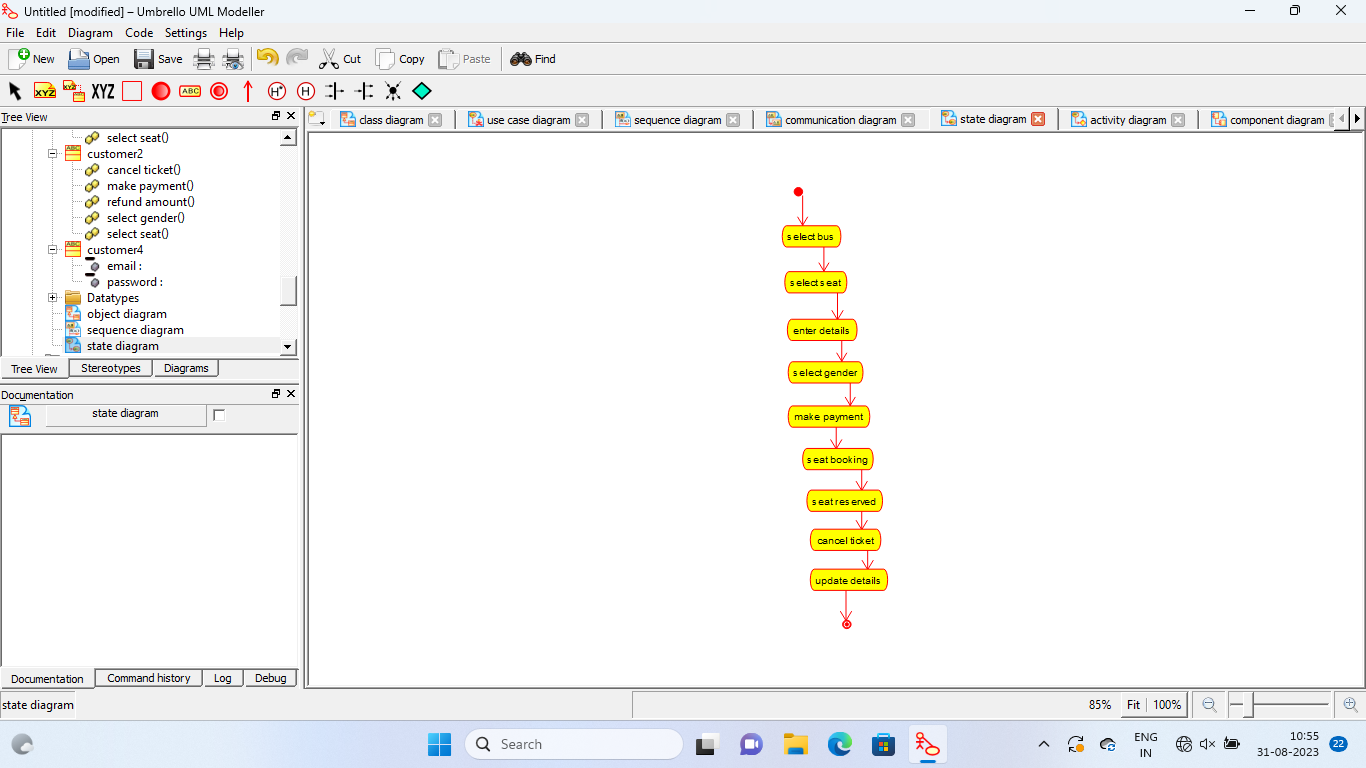 Untitled [modified] – Umbrello UML Modeller
File Edit Diagram Code Settings Help
New Open Save Cut Copy Paste Find
XYZ XYZ XYZ ABC H* H
Tree View
class diagram use case diagram sequence diagram communication diagram state diagram activity diagram component diagram
select seat()
customer2
cancel ticket()
make payment()
refund amount()
select gender()
select seat()
customer4
email :
password :
Datatypes
object diagram
sequence diagram
state diagram
Tree View Stereotypes Diagrams
Documentation
state diagram
select bus
select seat
enter details
select gender
make payment
seat booking
seat reserved
cancel ticket
update details
Documentation Command history Log Debug
state diagram
85% Fit 100%
Search
ENG
IN
10:55
31-08-2023
22